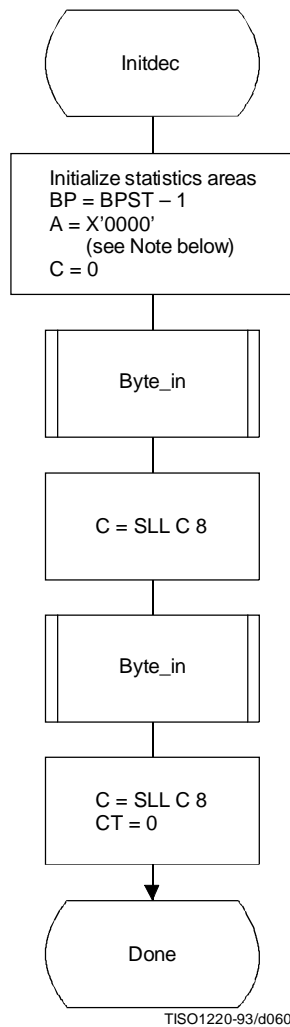 Initdec
Initialize statistics areas
BP = BPST – 1
A = X'0000'
(see Note below)
C = 0
Byte_in
C = SLL C 8
Byte_in
C = SLL C 8
CT = 0
Done
TISO1220-93/d060